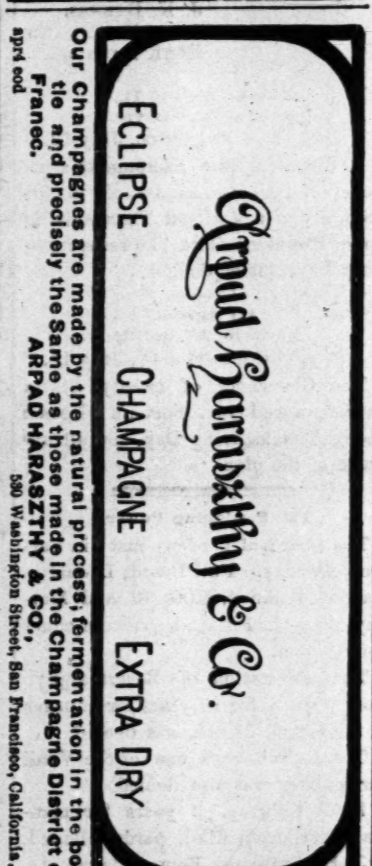 Arpad Haraszthy & Co
ECLIPSE CHAMPAGNE EXTRA DRY
Our Champagnes are made by the natural process; fermentation in the bo
tle and precisely the Same as those made in the Champagne District
Franec.
ARPAD HARASZTHY & CO.,
apr4 eod 530 Washington Street, San Francisco, California.